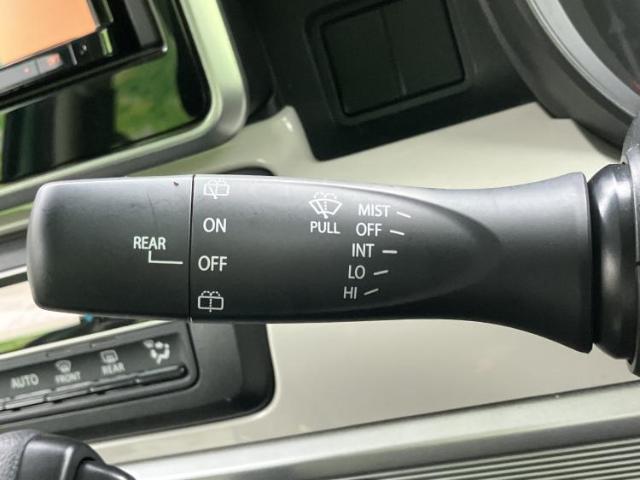 REAR
ON
OFF
PULL
MIST
OFF
INT
LO
HI
AUTO
FRONT
REAR